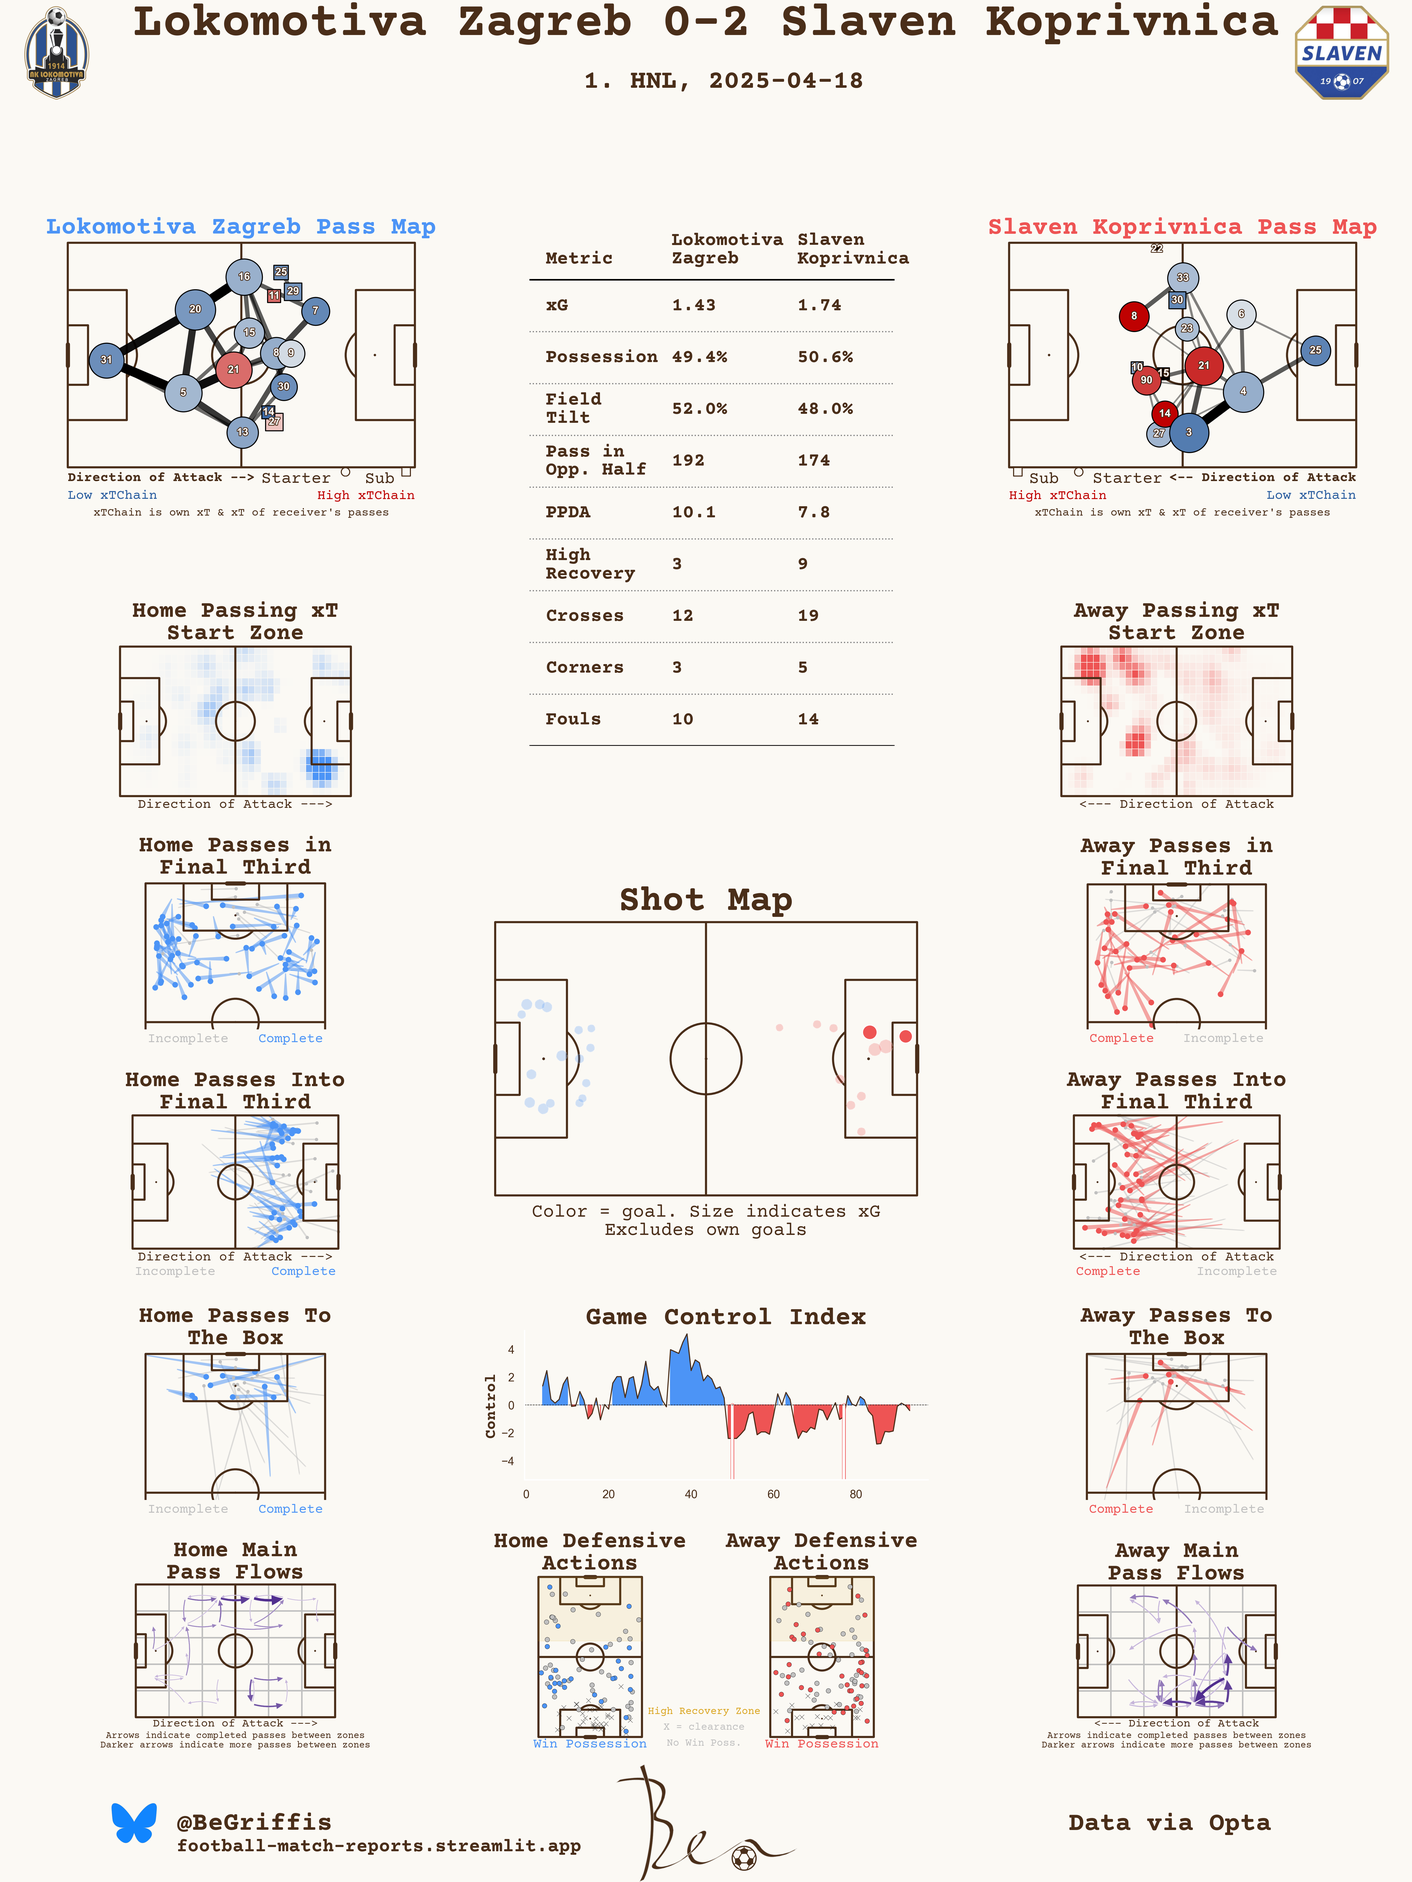 Lokomotiva Zagreb 0-2 Slaven Koprivnica
1. HNL, 2025-04-18
1914
NK LOKOMOTIVA
ZAGREB
SLAVEN
19 07
Lokomotiva Zagreb Pass Map
16
25
11
29
7
20
15
8
9
31
21
5
30
14
27
13
Direction of Attack --> Starter Sub
Low xTChain High xTChain
xTChain is own xT & xT of receiver's passes
Metric Lokomotiva Zagreb Slaven Koprivnica
xG 1.43 1.74
Possession 49.4% 50.6%
Field Tilt 52.0% 48.0%
Pass in Opp. Half 192 174
PPDA 10.1 7.8
High Recovery 3 9
Crosses 12 19
Corners 3 5
Fouls 10 14
Slaven Koprivnica Pass Map
22
33
30
8
6
23
25
10
15
21
90
4
14
27
3
Sub Starter <-- Direction of Attack
High xTChain Low xTChain
xTChain is own xT & xT of receiver's passes
Home Passing xT
Start Zone
Direction of Attack --->
Away Passing xT
Start Zone
<--- Direction of Attack
Home Passes in
Final Third
Incomplete Complete
Away Passes in
Final Third
Complete Incomplete
Shot Map
Color = goal. Size indicates xG
Excludes own goals
Home Passes Into
Final Third
Direction of Attack --->
Incomplete Complete
Away Passes Into
Final Third
<--- Direction of Attack
Complete Incomplete
Home Passes To
The Box
Incomplete Complete
Game Control Index
Control
4
2
0
−2
−4
0 20 40 60 80
Away Passes To
The Box
Complete Incomplete
Home Main
Pass Flows
Direction of Attack --->
Arrows indicate completed passes between zones
Darker arrows indicate more passes between zones
Home Defensive
Actions
Win Possession
Away Defensive
Actions
Win Possession
High Recovery Zone
X = clearance
No Win Poss.
Away Main
Pass Flows
<--- Direction of Attack
Arrows indicate completed passes between zones
Darker arrows indicate more passes between zones
@BeGriffis
football-match-reports.streamlit.app
Ben
Data via Opta